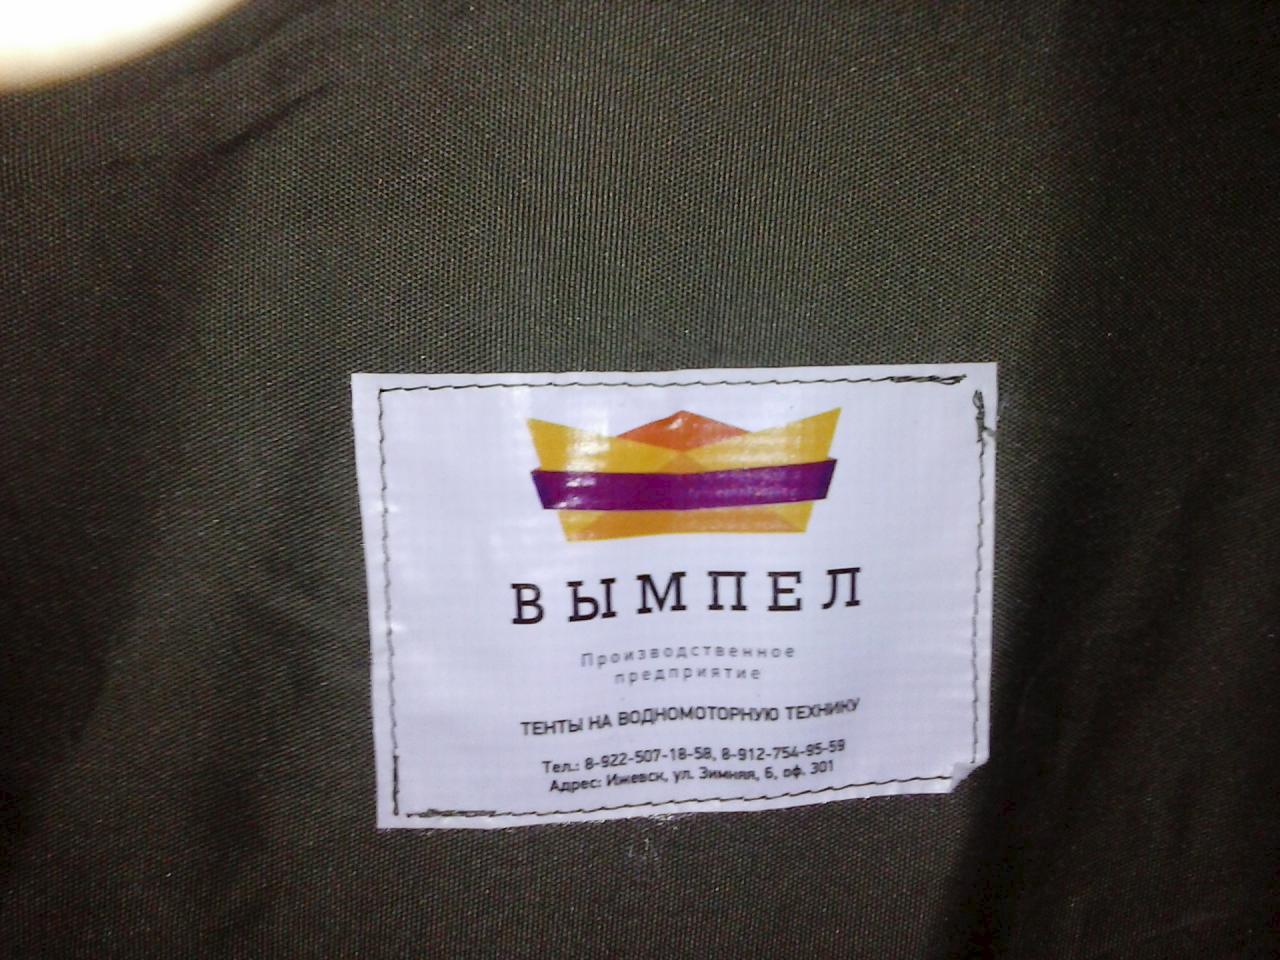 ВЫМПЕЛ
Производственное
предприятие
ТЕНТЫ НА ВОДНОМОТОРНУЮ ТЕХНИКУ
Тел.: 8-922-507-18-58, 8-912-754-95-59
Адрес: Ижевск, ул. Зимняя, 6, оф. 301